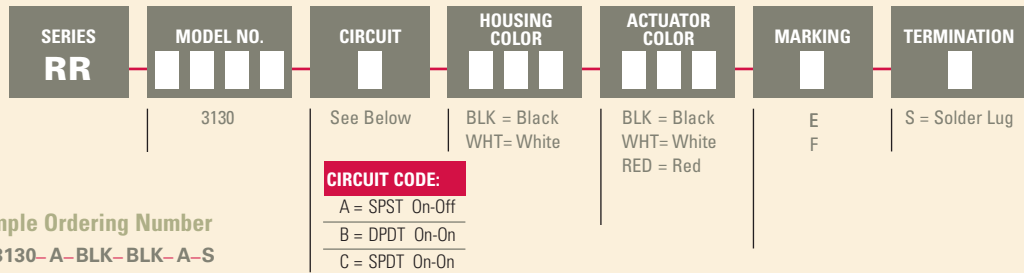 SERIES
RR
MODEL NO.
3130
CIRCUIT
See Below
HOUSING
COLOR
BLK = Black
WHT= White
ACTUATOR
COLOR
BLK = Black
WHT= White
RED = Red
MARKING
E
F
TERMINATION
S = Solder Lug
CIRCUIT CODE:
A = SPST On-Off
B = DPDT On-On
C = SPDT On-On
Ordering Number
3130–A–BLK–BLK–A–S